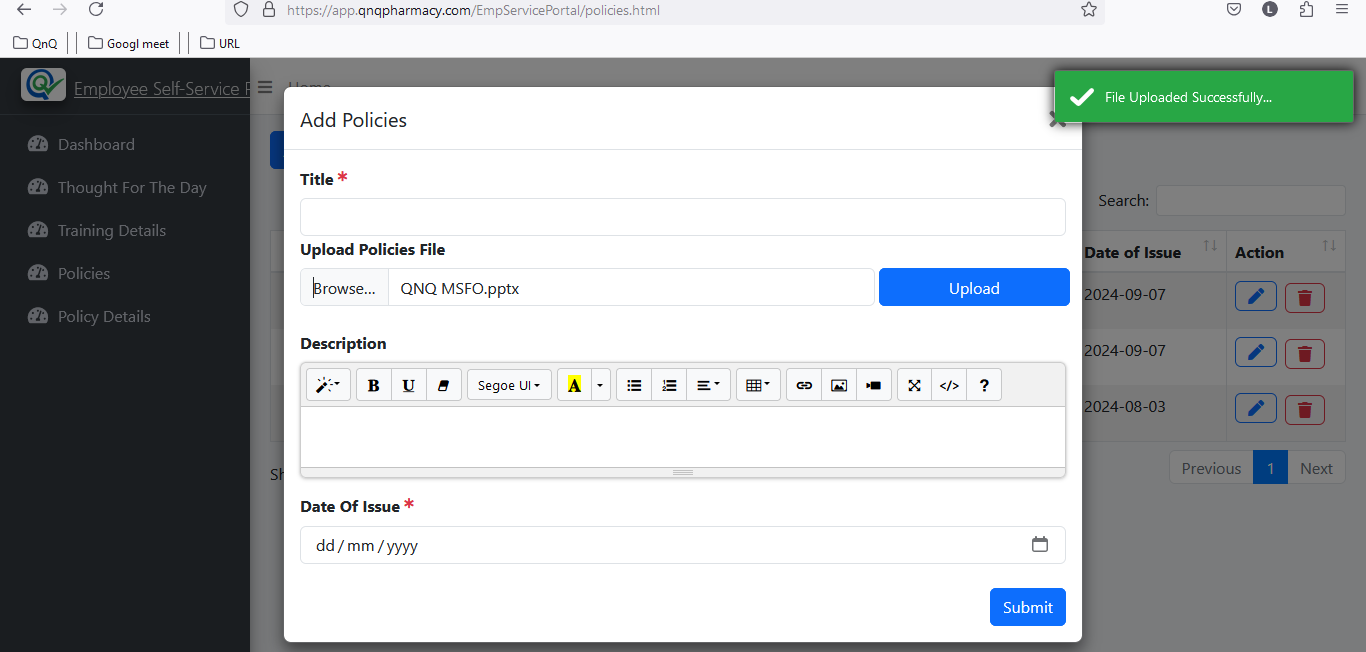 https://app.qnqpharmacy.com/EmpServicePortal/policies.html
L
QnQ Googl meet URL
Employee Self-Service
Home
File Uploaded Successfully...
Add Policies
Dashboard
Thought For The Day
Training Details
Policies
Policy Details
Title *
Search:
Upload Policies File
Browse... QNQ MSFO.pptx Upload
Date of Issue Action
2024-09-07
2024-09-07
2024-08-03
Description
B U Segoe UI A </> ?
Previous 1 Next
Date Of Issue *
dd/mm/yyyy
Submit